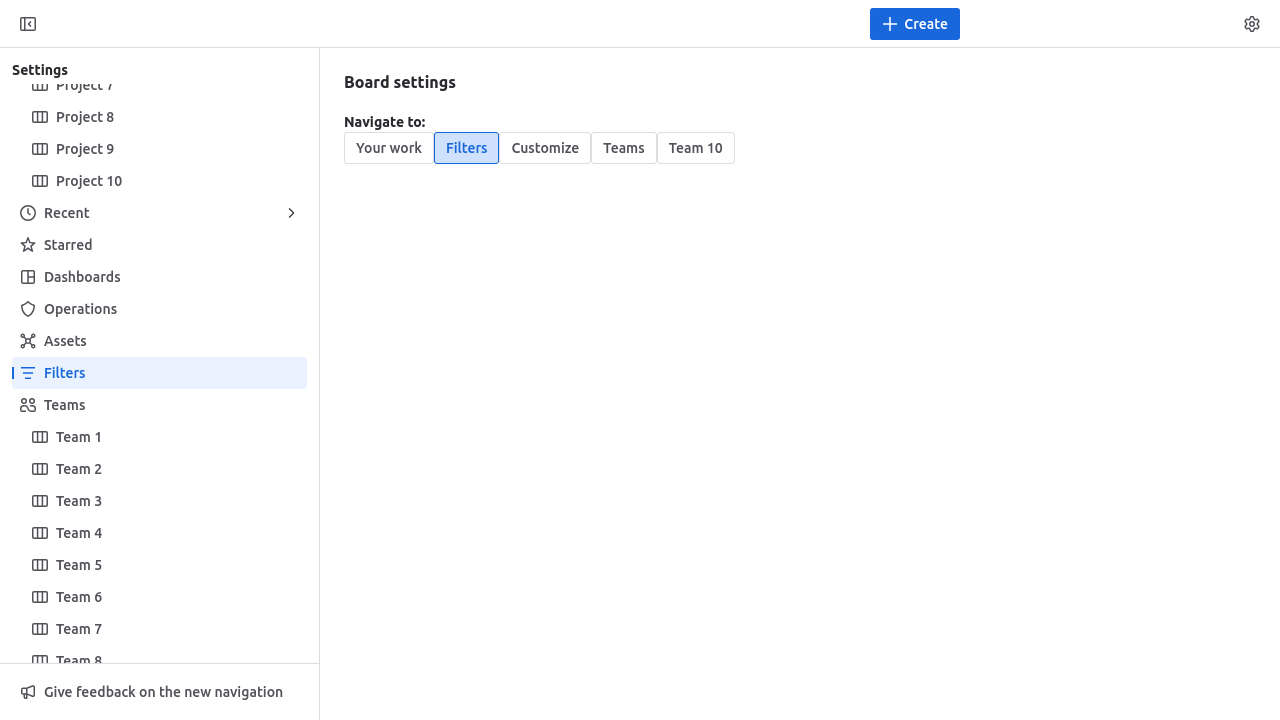 Create
Settings
Project 7
Project 8
Project 9
Project 10
Recent
Starred
Dashboards
Operations
Assets
Filters
Teams
Team 1
Team 2
Team 3
Team 4
Team 5
Team 6
Team 7
Team 8
Give feedback on the new navigation
Board settings
Navigate to:
Your work Filters Customize Teams Team 10